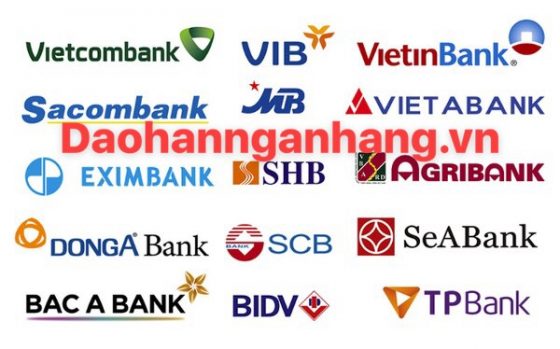 Vietcombank VIB VietinBank®
Sacombank MB VIETABANK
Daohannganhang.vn
EXIMBANK SHB VBARD AGRIBANK
DONGA Bank SCB SeABank
BAC A BANK BIDV TPBank